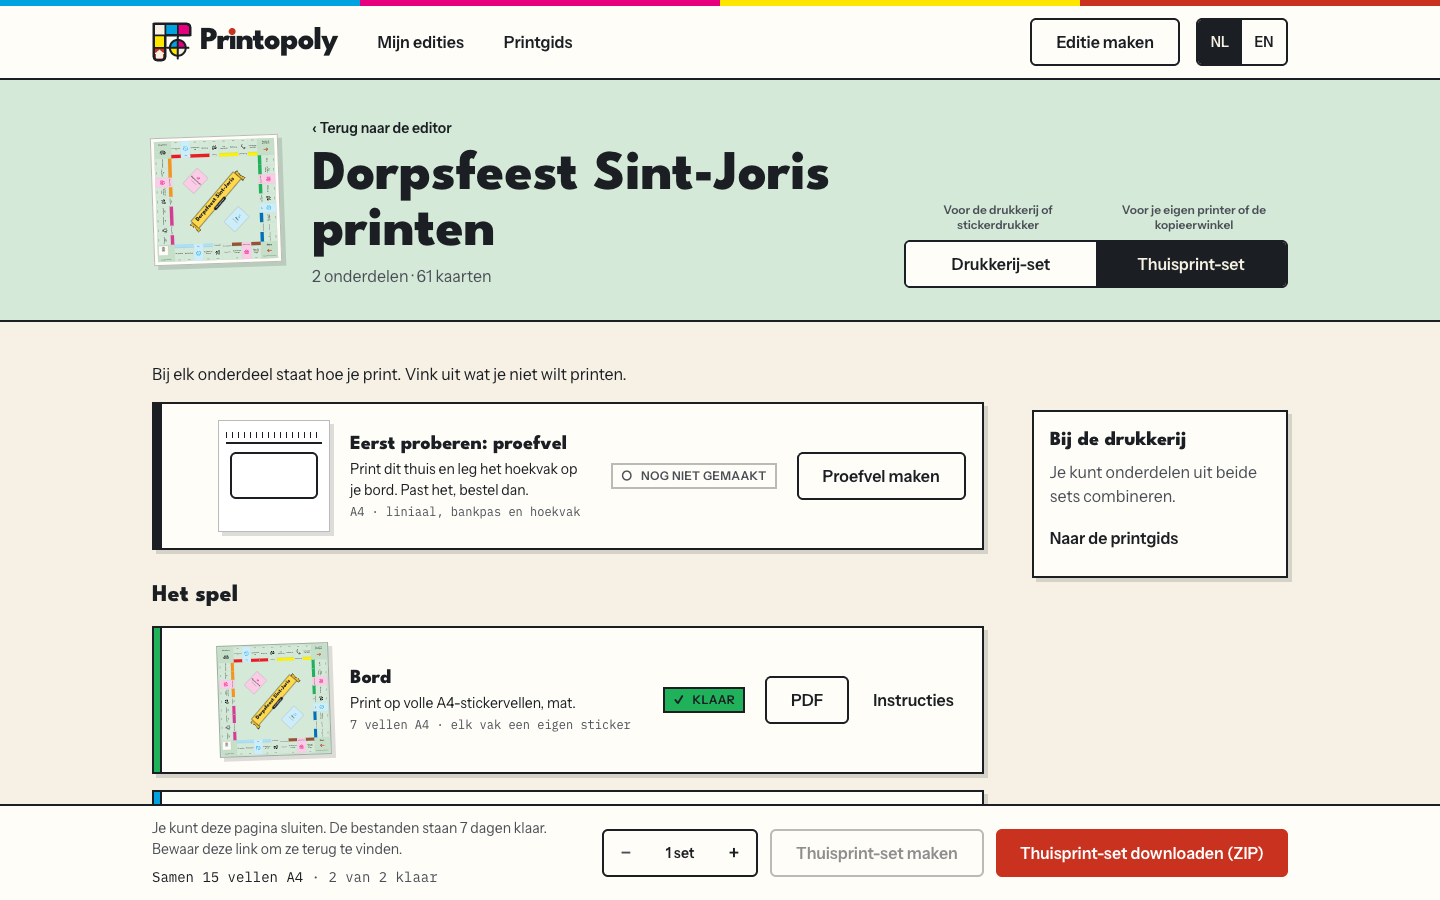 Printopoly
Mijn edities
Printgids
Editie maken
NL
EN
‹ Terug naar de editor
Dorpsfeest Sint-Joris
printen
2 onderdelen · 61 kaarten
Voor de drukkerij of
stickerdrukker
Voor je eigen printer of de
kopieerwinkel
Drukkerij-set
Thuisprint-set
Dorpsfeest Sint-Joris
Bij elk onderdeel staat hoe je print. Vink uit wat je niet wilt printen.
Eerst proberen: proefvel
Print dit thuis en leg het hoekvak op
je bord. Past het, bestel dan.
A4 · liniaal, bankpas en hoekvak
NOG NIET GEMAAKT
Proefvel maken
Bij de drukkerij
Je kunt onderdelen uit beide
sets combineren.
Naar de printgids
Het spel
Dorpsfeest Sint-Joris
Bord
Print op volle A4-stickervellen, mat.
7 vellen A4 · elk vak een eigen sticker
KLAAR
PDF
Instructies
Je kunt deze pagina sluiten. De bestanden staan 7 dagen klaar.
Bewaar deze link om ze terug te vinden.
Samen 15 vellen A4 · 2 van 2 klaar
− 1 set +
Thuisprint-set maken
Thuisprint-set downloaden (ZIP)